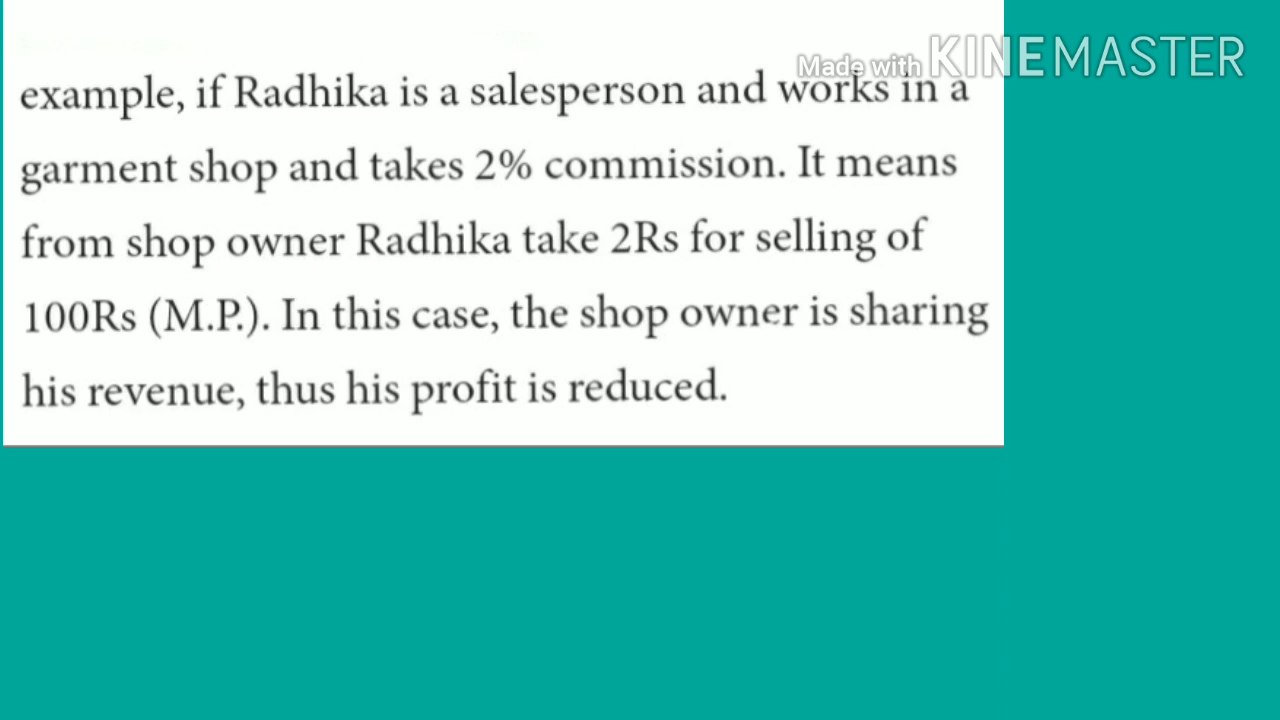 Made with KINEMASTER
example, if Radhika is a salesperson and works in a
garment shop and takes 2% commission. It means
from shop owner Radhika take 2Rs for selling of
100Rs (M.P.). In this case, the shop owner is sharing
his revenue, thus his profit is reduced.